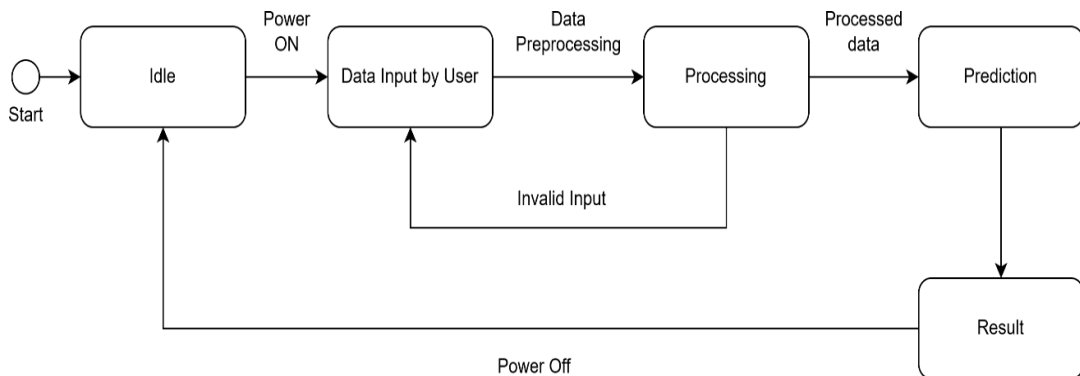 Power
ON
Data
Preprocessing
Processed
data
Start
Idle
Data Input by User
Processing
Prediction
Invalid Input
Result
Power Off